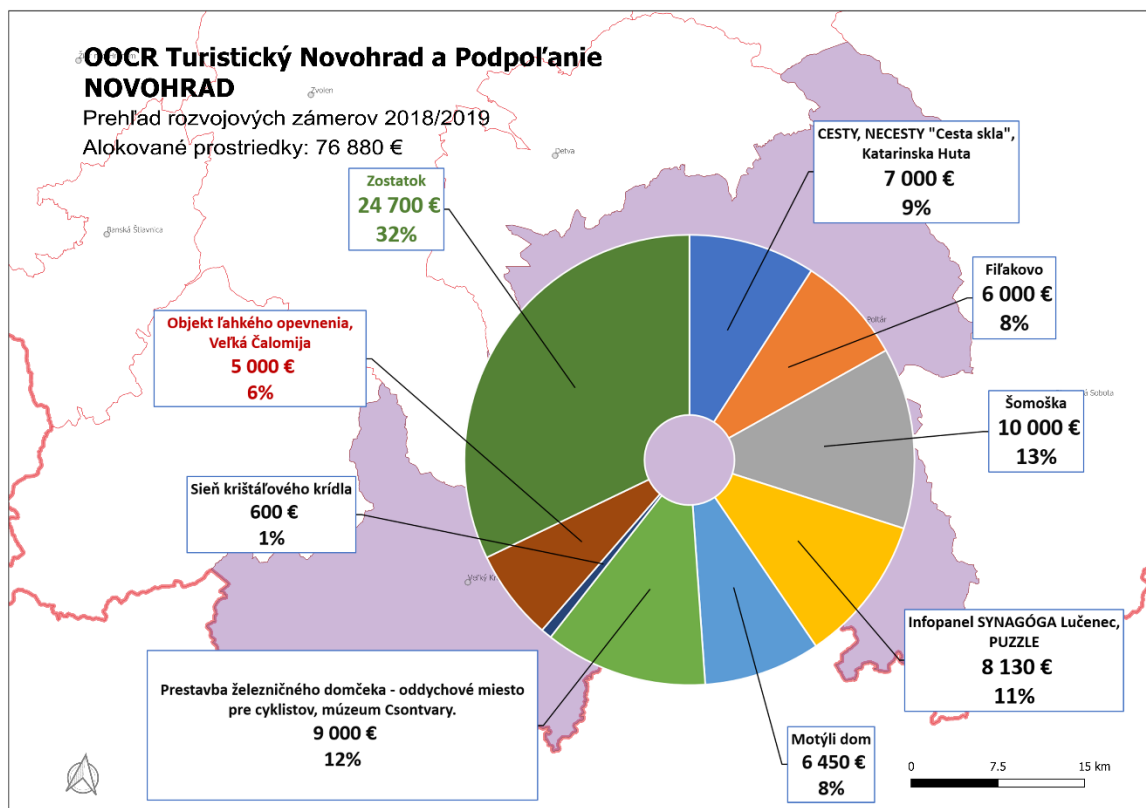 OOCR Turistický Novohrad a Podpoľanie
NOVOHRAD
Prehľad rozvojových zámerov 2018/2019
Alokované prostriedky: 76 880 €
Zvolen
Detva
Banská Štiavnica
Zostatok
24 700 €
32%
CESTY, NECESTY "Cesta skla",
Katarinska Huta
7 000 €
9%
Fiľakovo
6 000 €
8%
Poltár
Objekt ľahkého opevnenia,
Veľká Čalomija
5 000 €
6%
Sobota
Šomoška
10 000 €
13%
Sieň krištáľového krídla
600 €
1%
Veľký
Infopanel SYNAGÓGA Lučenec,
PUZZLE
8 130 €
11%
Prestavba železničného domčeka - oddychové miesto
pre cyklistov, múzeum Csontvary.
9 000 €
12%
Motýli dom
6 450 €
8%
0 7.5 15 km